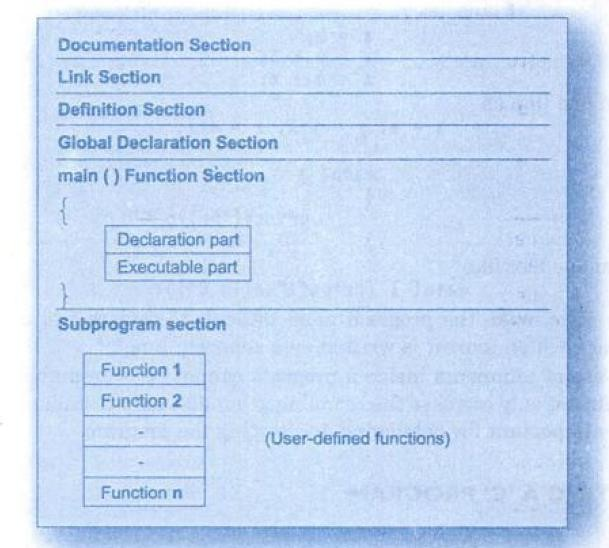 Documentation Section
Link Section
Definition Section
Global Declaration Section
main ( ) Function Section
{
Declaration part
Executable part
}
Subprogram section
Function 1
Function 2
-
(User-defined functions)
-
Function n